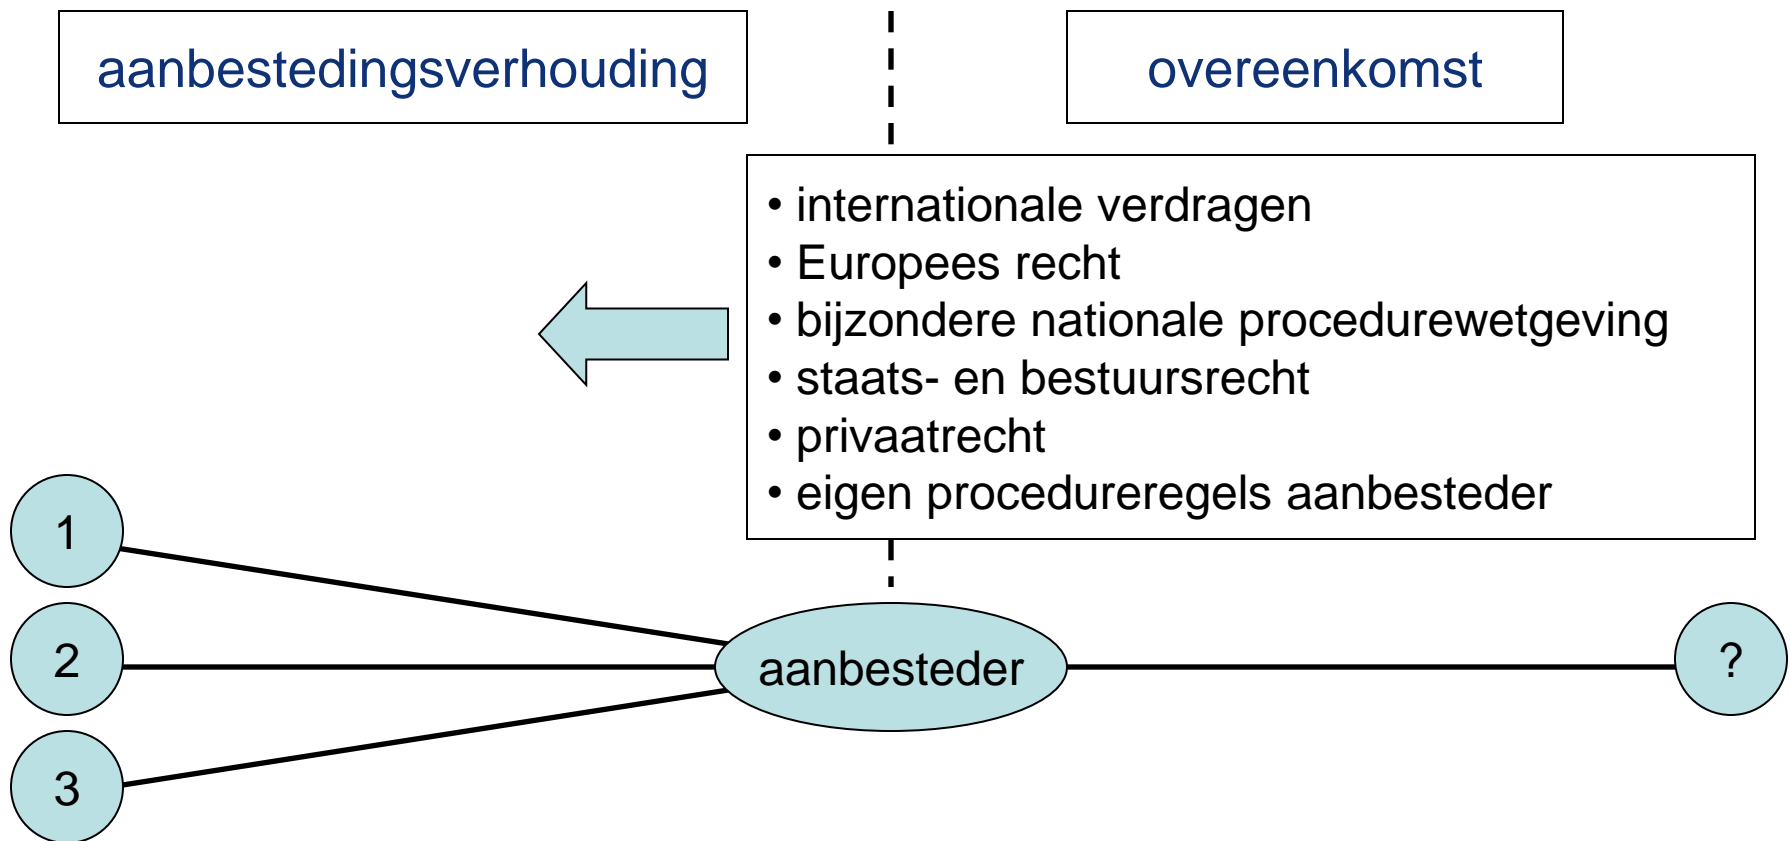 aanbestedingsverhouding
overeenkomst
• internationale verdragen
• Europees recht
• bijzondere nationale procedurewetgeving
• staats- en bestuursrecht
• privaatrecht
• eigen procedureregels aanbesteder
1
2
3
aanbesteder
?